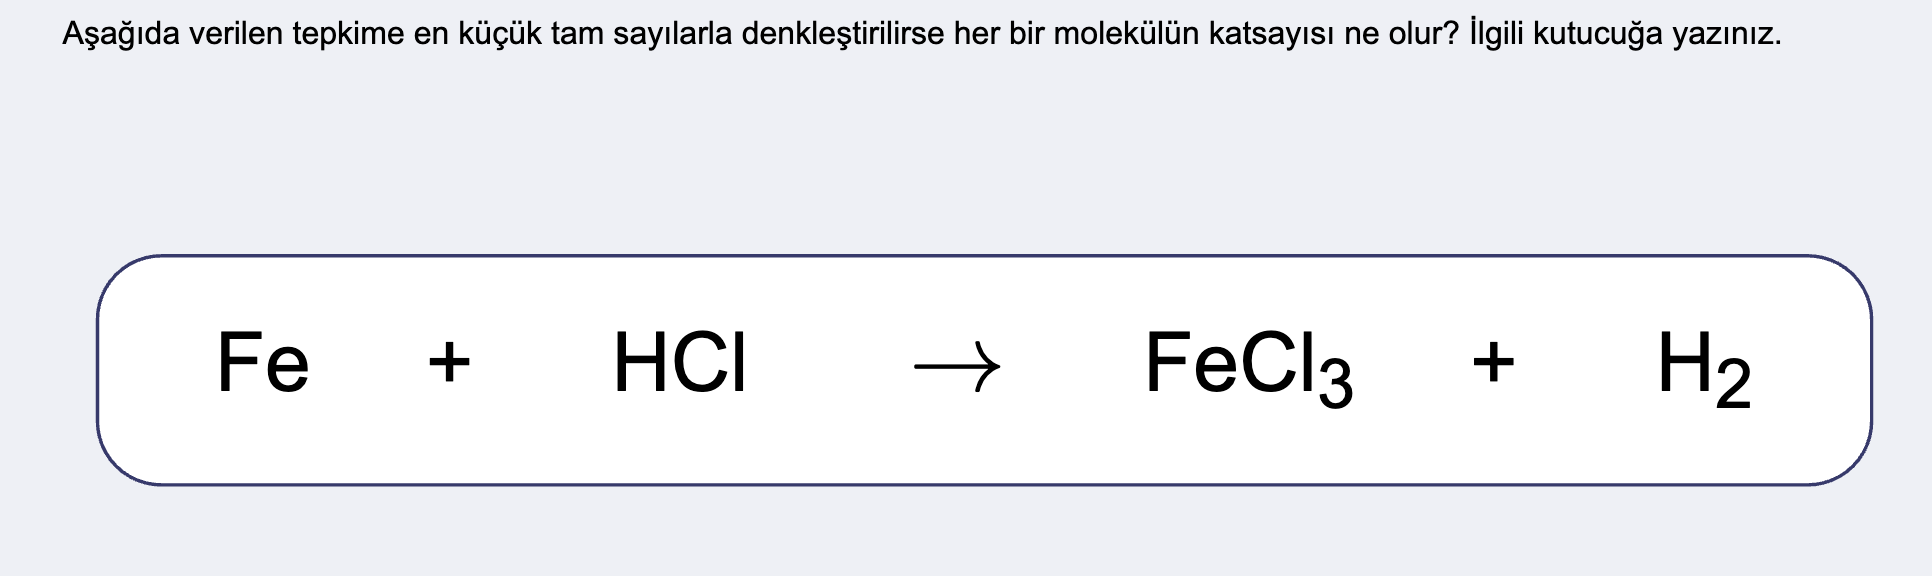 Aşağıda verilen tepkime en küçük tam sayılarla denkleştirilirse her bir molekülün katsayısı ne olur? İlgili kutucuğa yazınız.
Fe + HCl → FeCl₃ + H₂